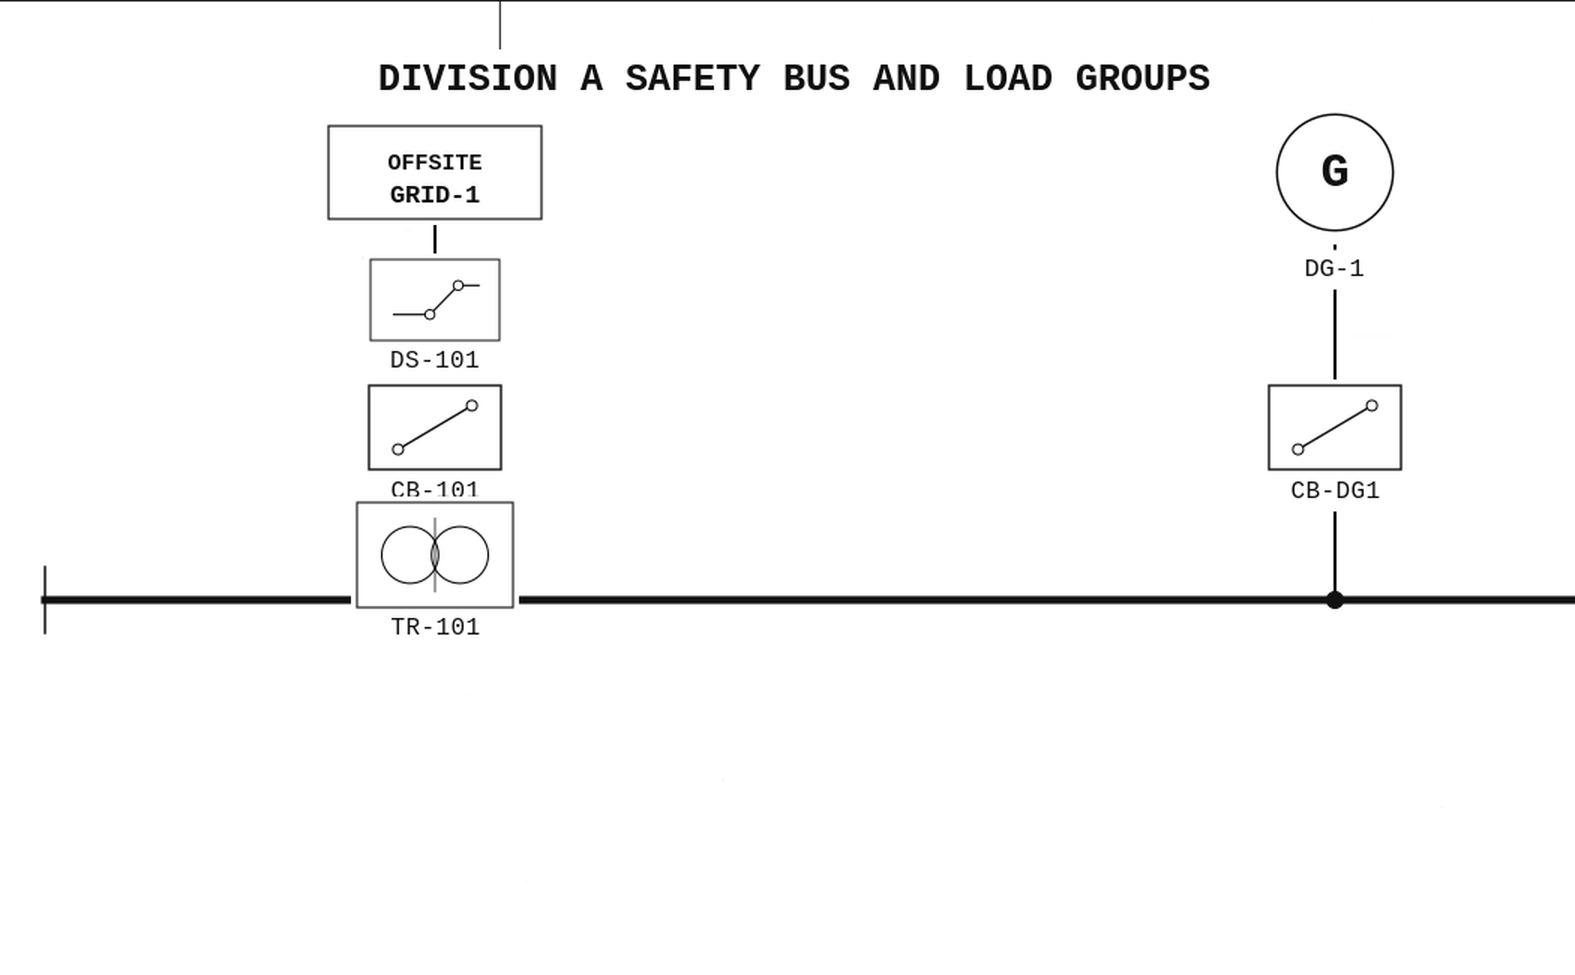 DIVISION A SAFETY BUS AND LOAD GROUPS
OFFSITE
GRID-1
G
DG-1
DS-101
CB-101
CB-DG1
TR-101